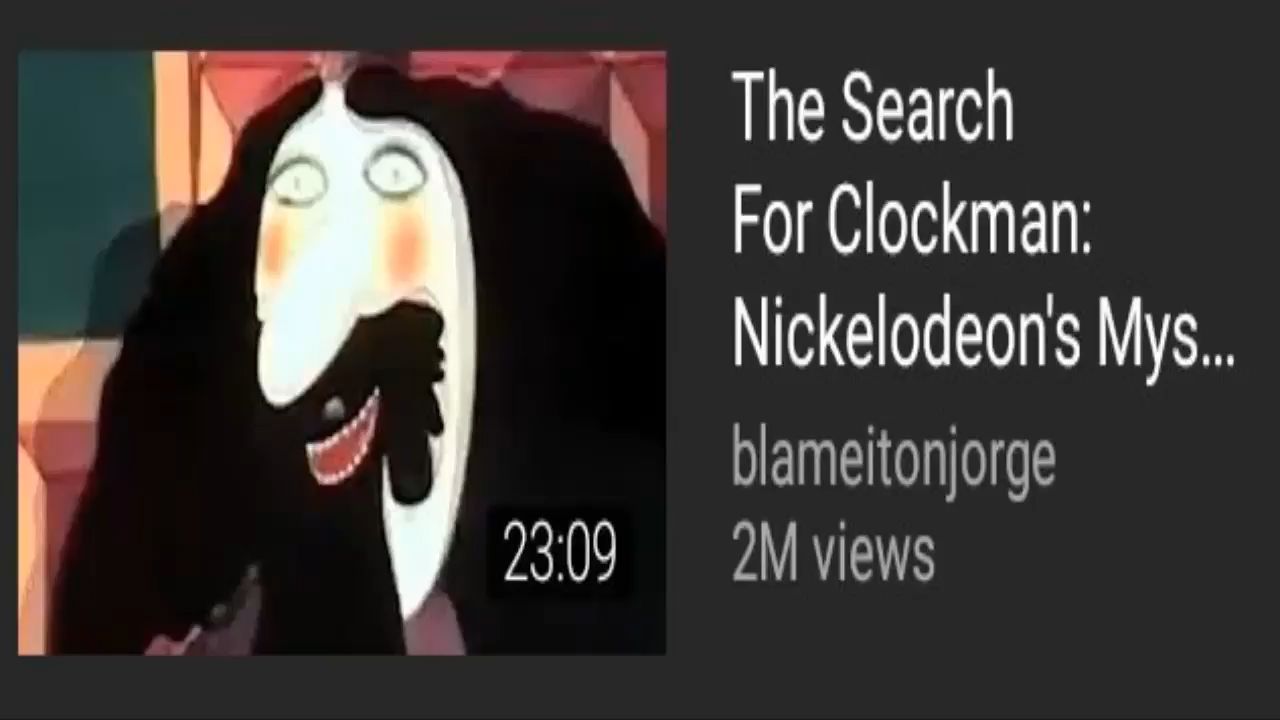 The Search
For Clockman:
Nickelodeon's Mys...
blameitonjorge
2M views
23:09